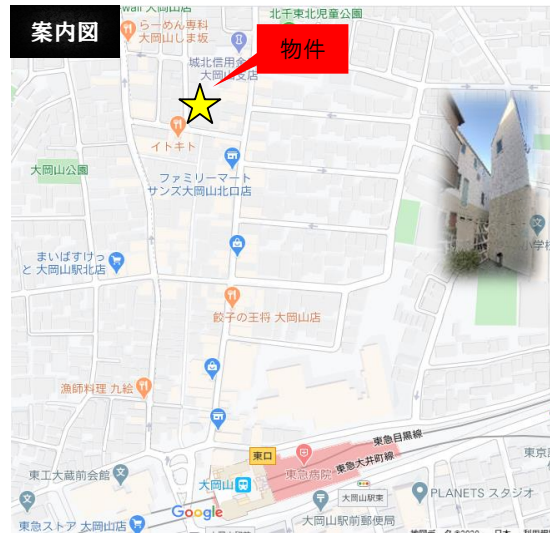 案内図
大岡山店
北千束北児童公園
らーめん専科
大岡山しま坂
城北信用金
大岡山支店
物件
イトキト
大岡山公園
ファミリーマート
サンズ大岡山北口店
小学校
まいばすけっ
と 大岡山駅北店
餃子の王将 大岡山店
漁師料理 九絵
東急目黒線
東口
東急病院
東急大井町線
東京
東工大蔵前会館
大岡山
大岡山駅東
PLANETS スタジオ
Google
大岡山駅前郵便局
東急ストア 大岡山店